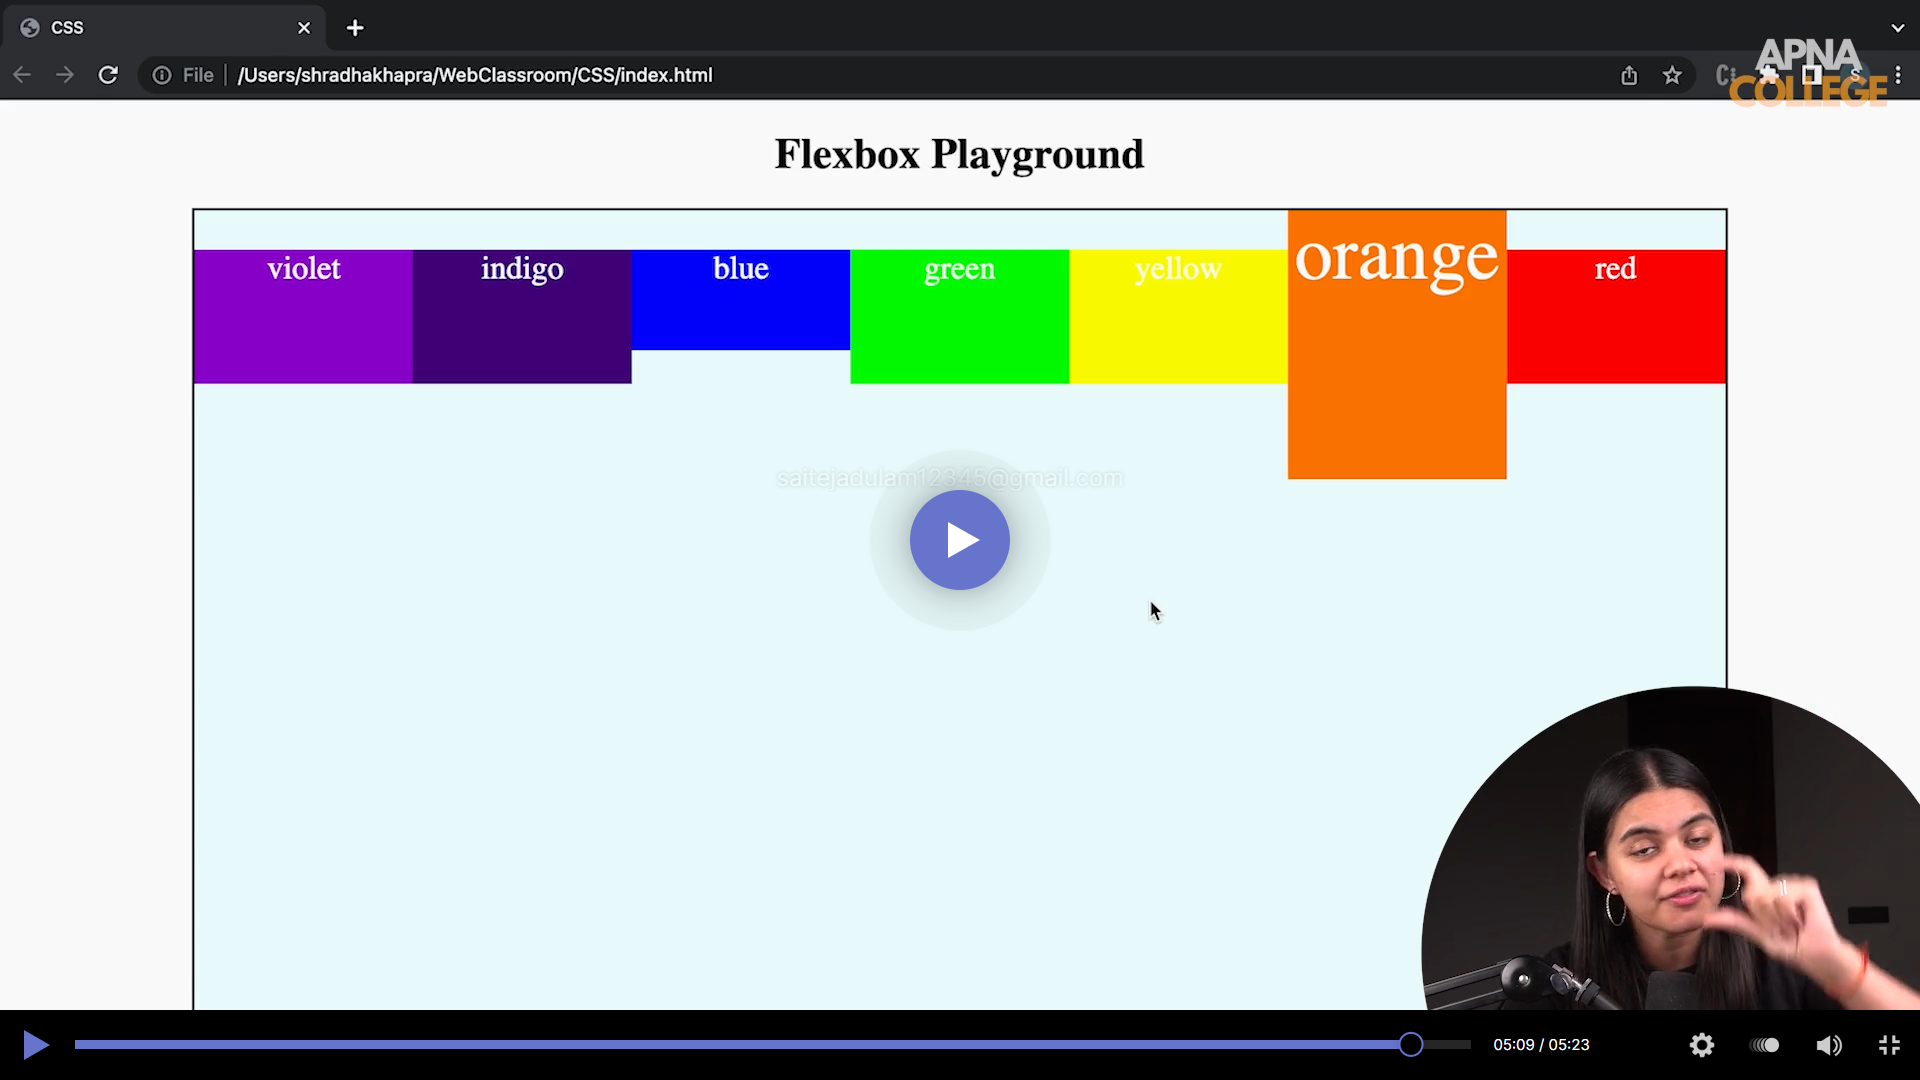 CSS
File
/Users/shradhakhapra/WebClassroom/CSS/index.html
APNA
COLLEGE
S
Flexbox Playground
violet
indigo
blue
green
yellow
orange
red
saitejadulam12345@gmail.com
05:09 / 05:23